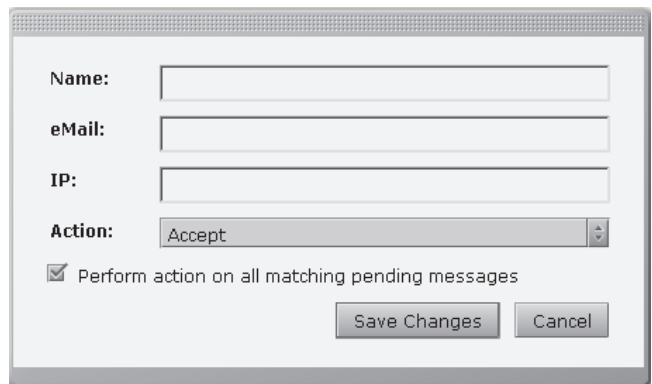 Name:
eMail:
IP:
Action: Accept
Perform action on all matching pending messages
Save Changes Cancel